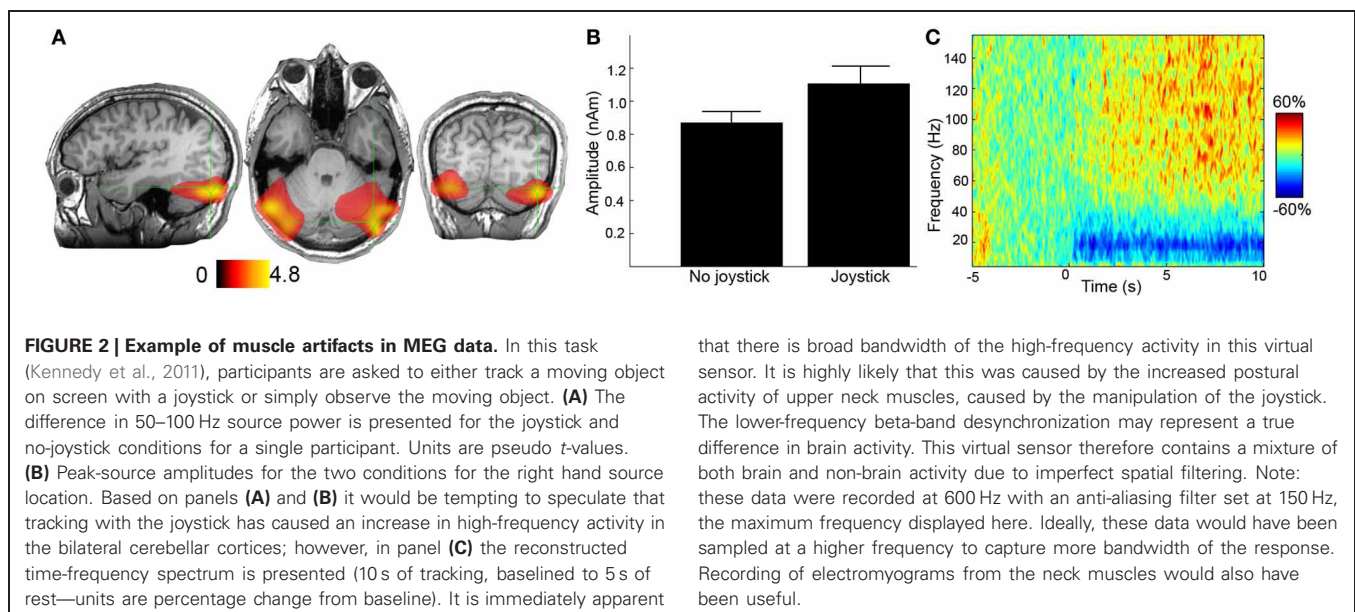 A
B
C
0
4.8
Amplitude (nAm)
1.2
1.0
0.8
0.6
0.4
0.2
No joystick
Joystick
Frequency (Hz)
140
120
100
80
60
40
20
-5
0
5
10
Time (s)
60%
-60%
FIGURE 2 | Example of muscle artifacts in MEG data. In this task
(Kennedy et al., 2011), participants are asked to either track a moving object
on screen with a joystick or simply observe the moving object. (A) The
difference in 50–100 Hz source power is presented for the joystick and
no-joystick conditions for a single participant. Units are pseudo t-values.
(B) Peak-source amplitudes for the two conditions for the right hand source
location. Based on panels (A) and (B) it would be tempting to speculate that
tracking with the joystick has caused an increase in high-frequency activity in
the bilateral cerebellar cortices; however, in panel (C) the reconstructed
time-frequency spectrum is presented (10 s of tracking, baselined to 5 s of
rest—units are percentage change from baseline). It is immediately apparent
that there is broad bandwidth of the high-frequency activity in this virtual
sensor. It is highly likely that this was caused by the increased postural
activity of upper neck muscles, caused by the manipulation of the joystick.
The lower-frequency beta-band desynchronization may represent a true
difference in brain activity. This virtual sensor therefore contains a mixture of
both brain and non-brain activity due to imperfect spatial filtering. Note:
these data were recorded at 600 Hz with an anti-aliasing filter set at 150 Hz,
the maximum frequency displayed here. Ideally, these data would have been
sampled at a higher frequency to capture more bandwidth of the response.
Recording of electromyograms from the neck muscles would also have
been useful.